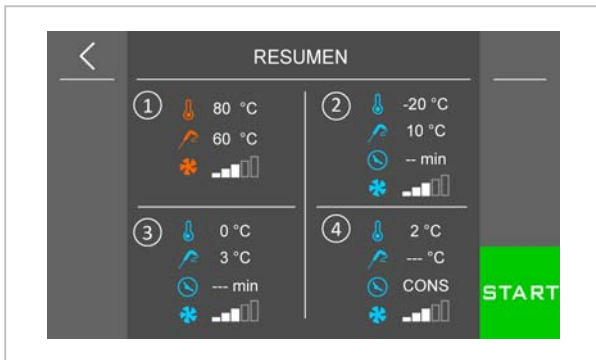 RESUMEN
1
80 °C
60 °C
2
-20 °C
10 °C
-- min
3
0 °C
3 °C
--- min
4
2 °C
--- °C
CONS
START